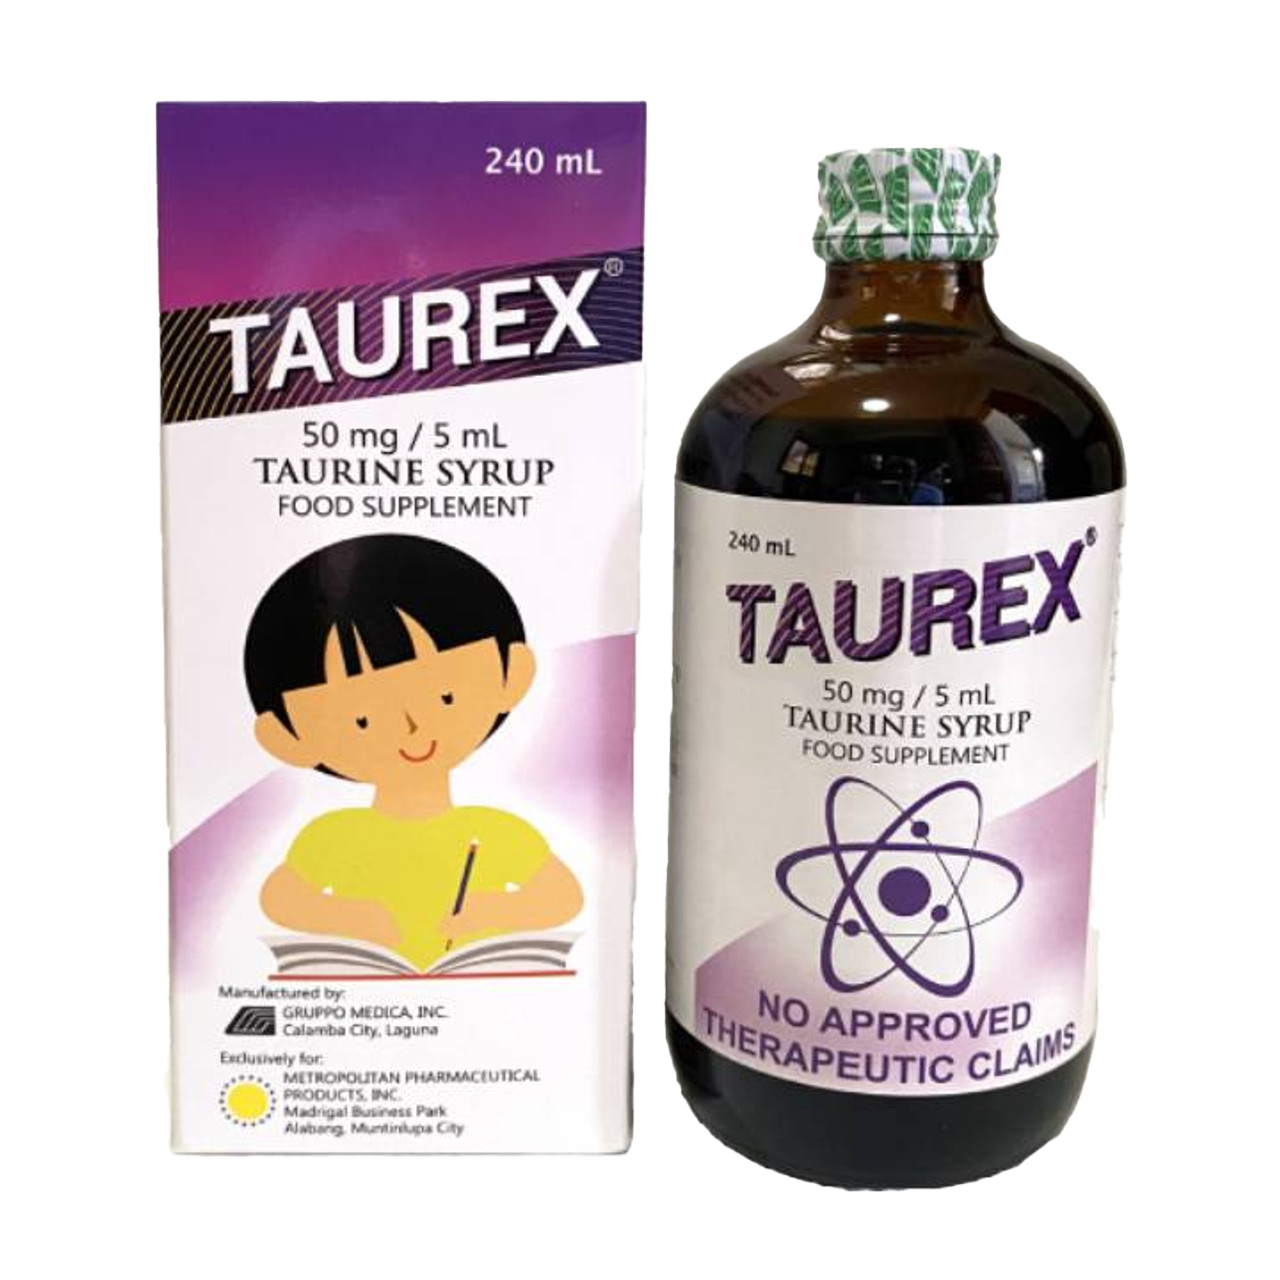 240 mL
TAUREX®
50 mg / 5 mL
TAURINE SYRUP
FOOD SUPPLEMENT
Manufactured by:
GRUPPO MEDICA, INC.
Calamba City, Laguna
Exclusively for:
METROPOLITAN PHARMACEUTICAL
PRODUCTS, INC.
Madrigal Business Park
Alabang, Muntinlupa City
240 mL
TAUREX®
50 mg / 5 mL
TAURINE SYRUP
FOOD SUPPLEMENT
NO APPROVED
THERAPEUTIC CLAIMS